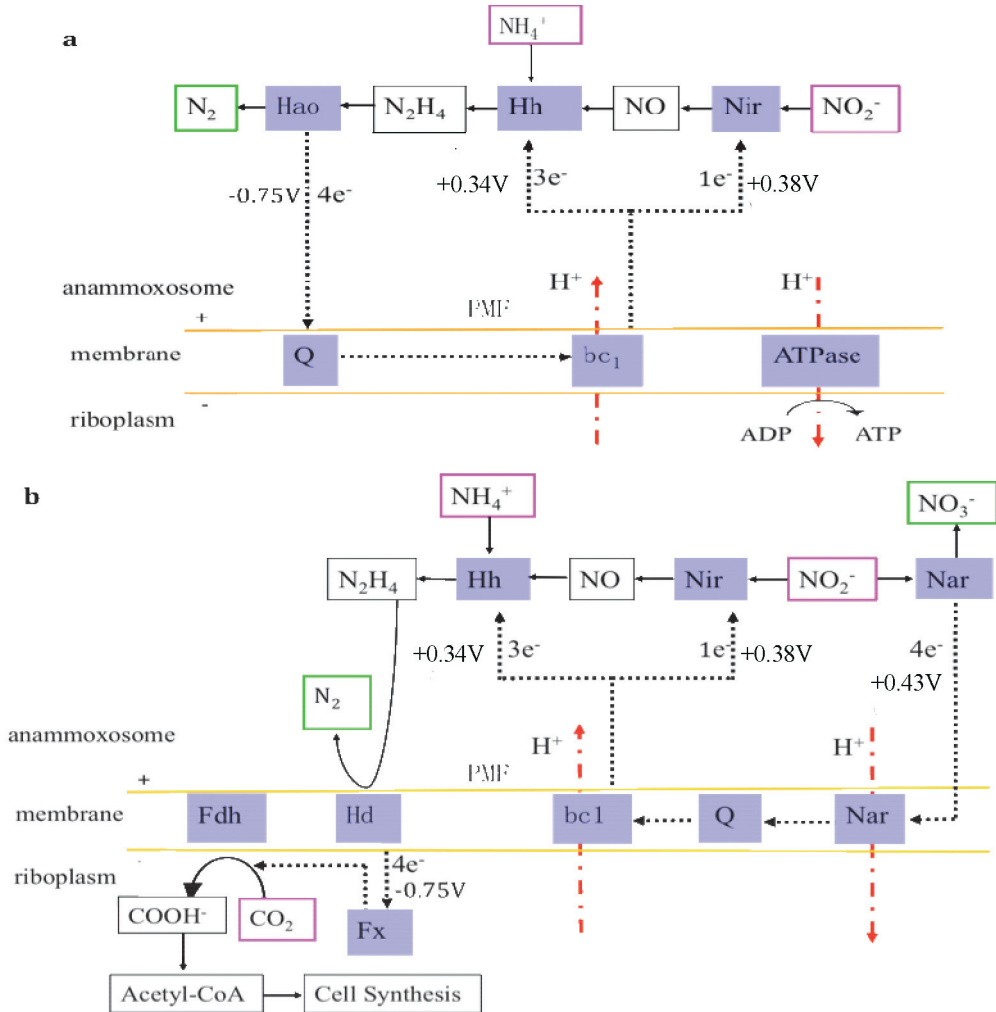 a
NH₄⁺
N₂ Hao N₂H₄ Hh NO Nir NO₂⁻
-0.75V 4e⁻ +0.34V 3e⁻ 1e⁻ +0.38V
anammoxosome H⁺ H⁺
+ PMF
membrane Q bc₁ ATPase
riboplasm -
ADP ATP
b
NH₄⁺ NO₃⁻
N₂H₄ Hh NO Nir NO₂⁻ Nar
+0.34V 3e⁻ 1e⁻ +0.38V 4e⁻
+0.43V
N₂
anammoxosome H⁺ H⁺
+ PMF
membrane Fdh Hd bc1 Q Nar
riboplasm 4e⁻
-0.75V
COOH⁻ CO₂ Fx
Acetyl-CoA Cell Synthesis